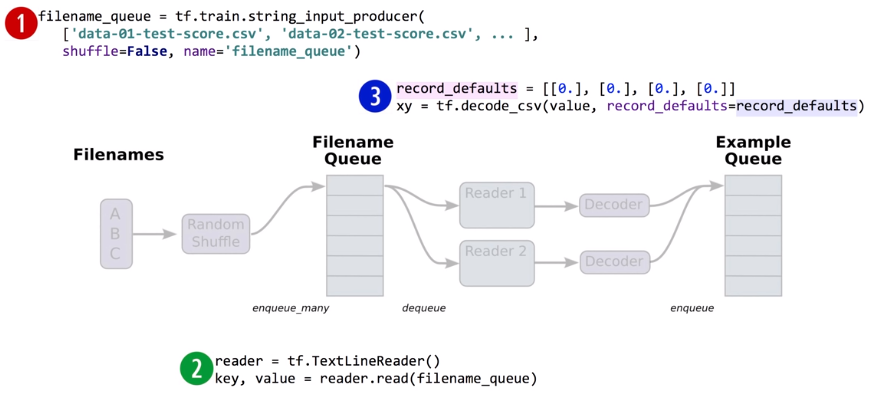 1
filename_queue = tf.train.string_input_producer(
['data-01-test-score.csv', 'data-02-test-score.csv', ... ],
shuffle=False, name='filename_queue')
3
record_defaults = [[0.], [0.], [0.], [0.]]
xy = tf.decode_csv(value, record_defaults=record_defaults)
Filenames
Filename
Queue
Example
Queue
A
B
C
Random
Shuffle
Reader 1
Decoder
Reader 2
Decoder
enqueue_many
dequeue
enqueue
2
reader = tf.TextLineReader()
key, value = reader.read(filename_queue)